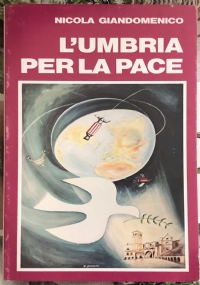 NICOLA GIANDOMENICO
L'UMBRIA
PER LA PACE